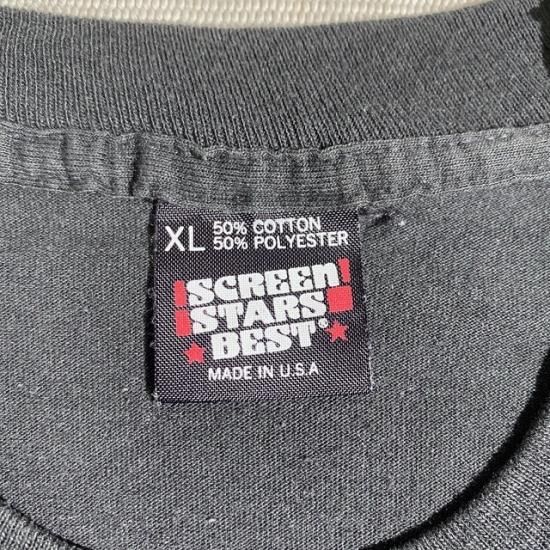 XL 50% COTTON
50% POLYESTER
SCREEN
STARS
BEST®
MADE IN U.S.A